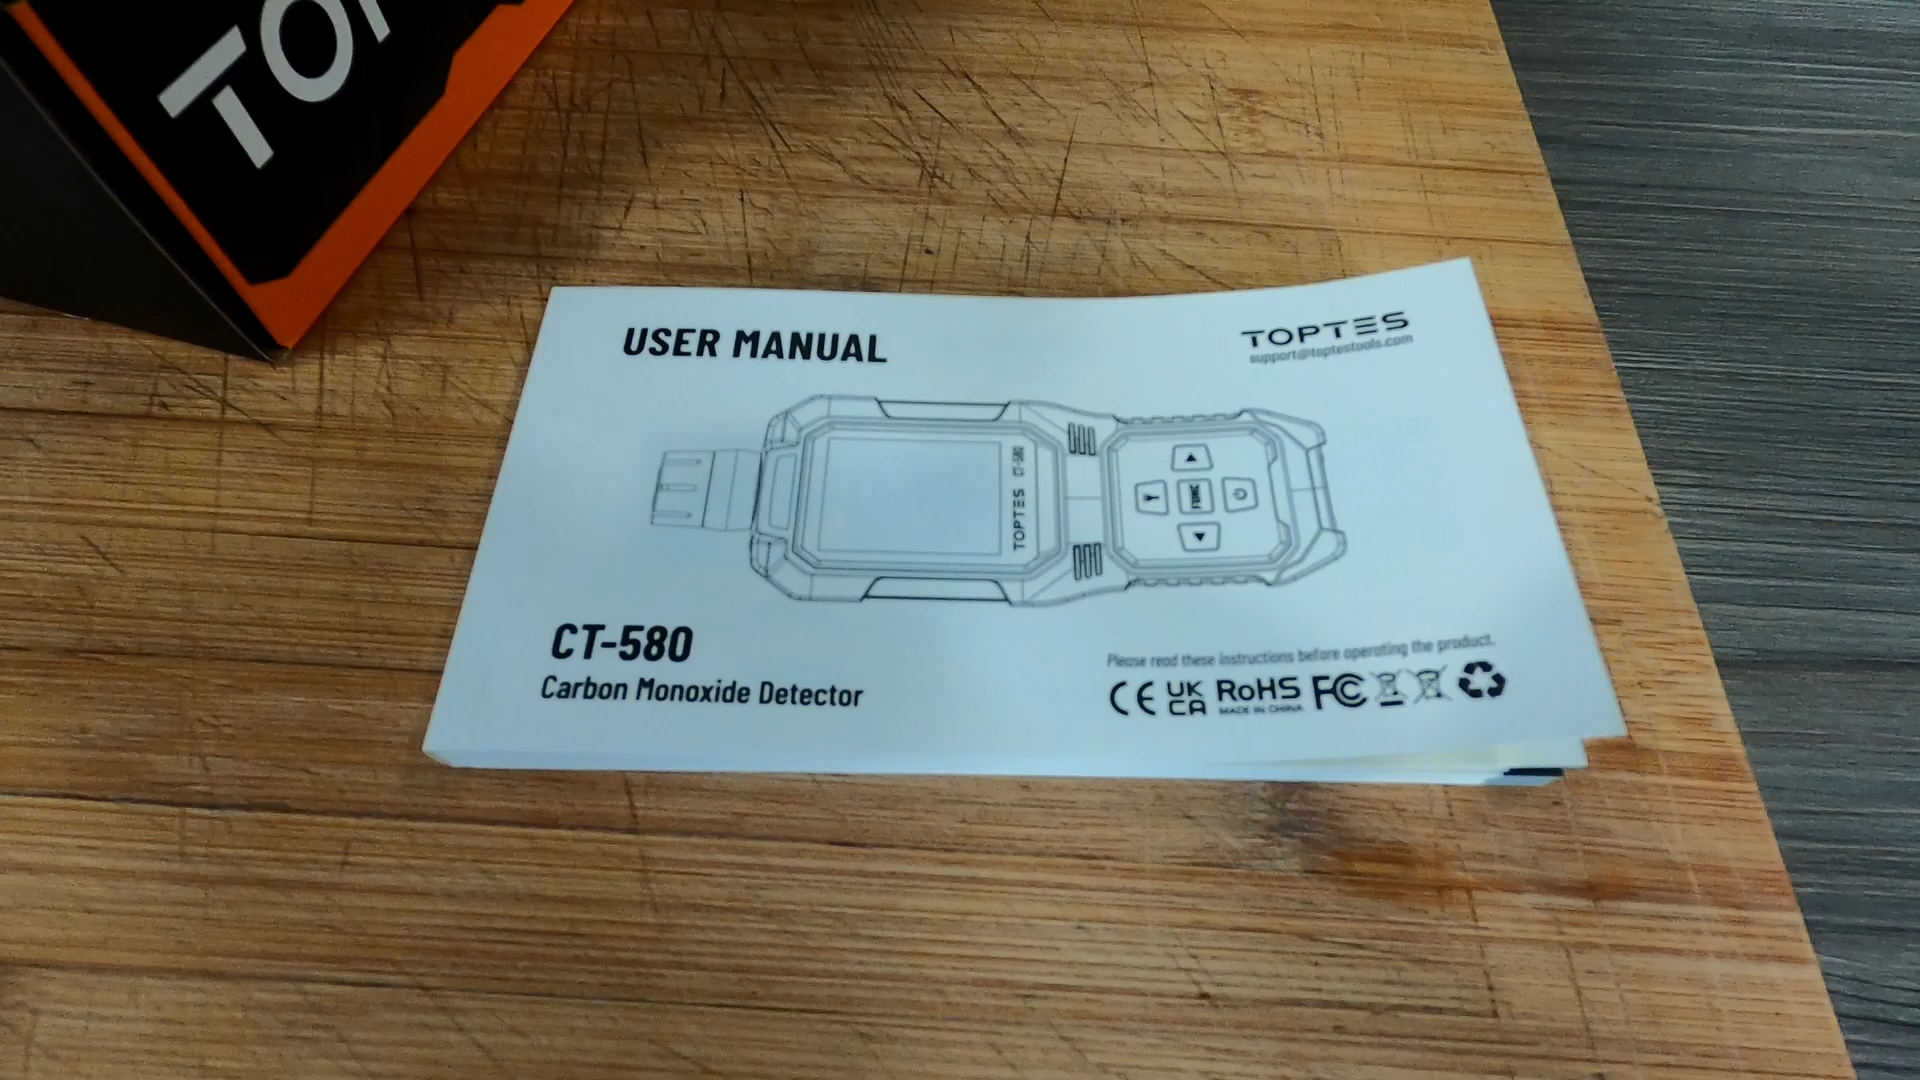 TOP
USER MANUAL
TOPTES
support@toptestools.com
TOPTES CT-580
FUNC
CT-580
Carbon Monoxide Detector
Please read these instructions before operating the product.
CE UK CA RoHS FC
MADE IN CHINA